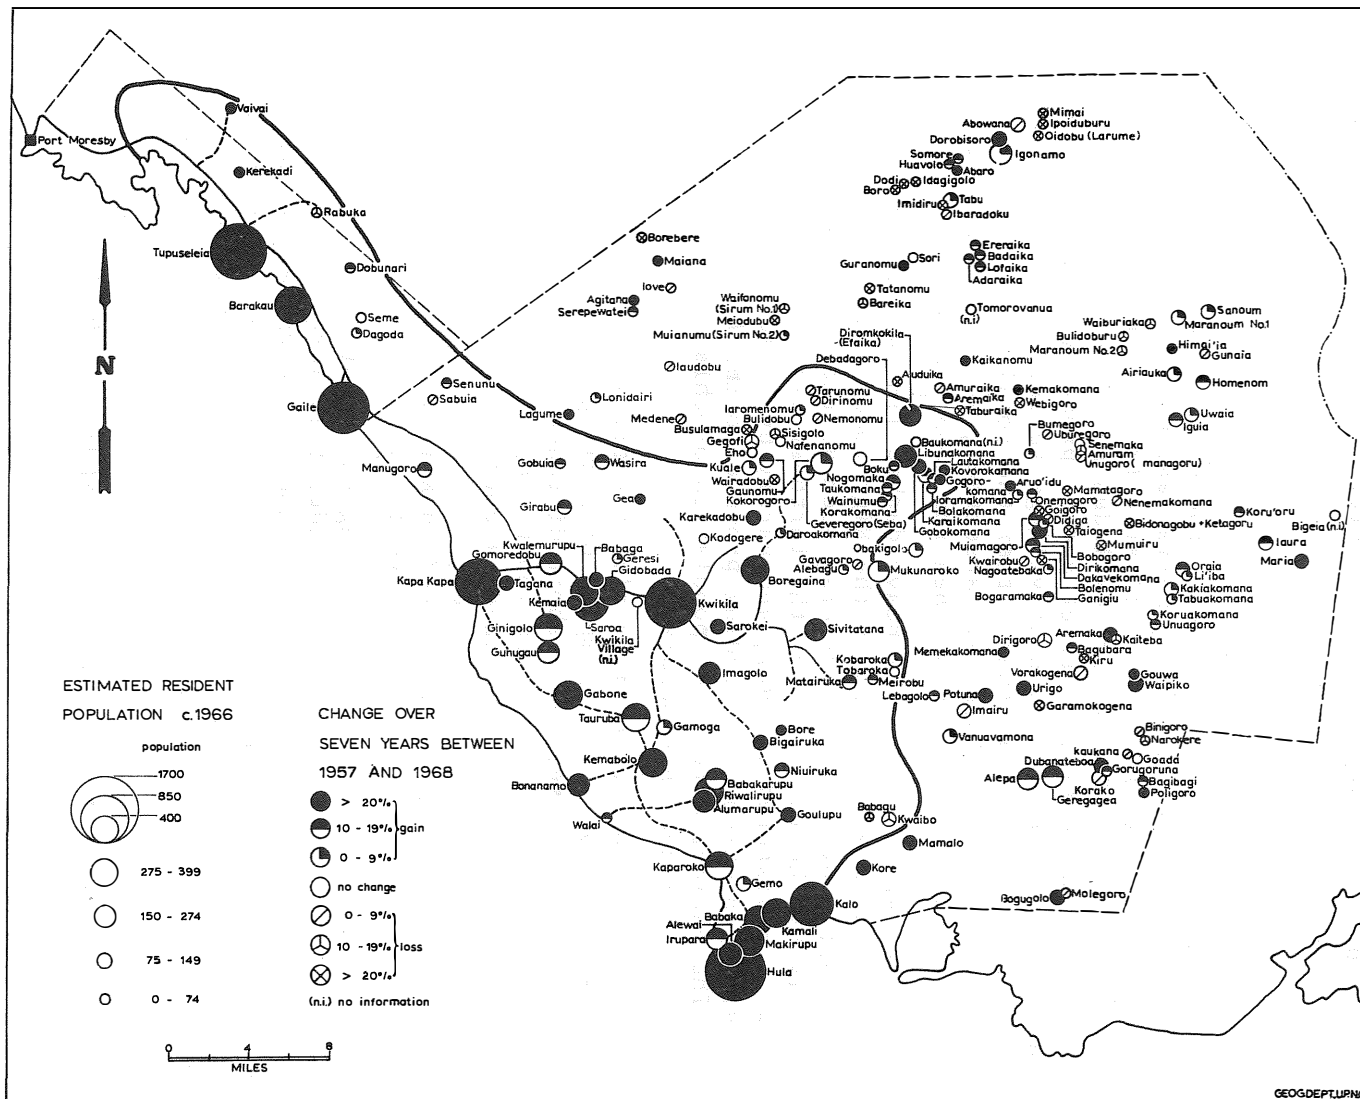 Vaivai
Port Moresby
Kerekadi
Rabuka
Tupuseleia
Dobunari
Barakau
Seme
Dagoda
N
Gaile
Senunu
Sabuia
Manugoro
Borebere
Maiana
Iove
Agitana
Serepewatei
Waifonomu
(Sirum No.1)
Meiodubu
Muianumu (Sirum No.2)
Iaudobu
Lonidairi
Lagume
Medene
Gobuia
Wasira
Girabu
Gea
Karekadobu
Kodogere
Daroakomana
Mimai
Ipoiduburu
Oidobu (Larume)
Abowana
Dorobisoro
Igonamo
Somore
Huavolo
Abaro
Dodi
Idagigolo
Boro
Imidiru
Tabu
Ibaradoku
Ereraika
Badaika
Lofaika
Adaraika
Sori
Guranomu
Tatanomu
Bareika
Tomorovanua
(n.i)
Diromkokila
(Efaika)
Debadagoro
Kaikanomu
Waiburiaka
Bulidoburu
Maranoum No.2
Sanoum
Maranoum No.1
Himai'ia
Gunaia
Airiauka
Homenom
Uwaia
Iguia
Auduika
Amuraika
Aremaika
Taburaika
Kemakomana
Webigoro
Tarunomu
Dirinomu
Iaromenomu
Bulidobu
Nemonomu
Busulamaga
Sisigolo
Gegofi
Nafenanomu
Eho
Kuale
Wairadobu
Gaunomu
Kokorogoro
Geveregoro (Seba)
Baukomana (n.i)
Libunakomana
Lautakomana
Kovorokomana
Gogoro-
komana
Boku
Nogomaka
Taukomana
Wainumu
Korakomana
Ioramakomana
Bolakomana
Karaikomana
Gobokomana
Bumegoro
Uburegoro
Senemaka
Amuram
Unugoro ( managoru)
Aruo'idu
Mamatagoro
Nenemakomana
Onemagoro
Goigoro
Didiga
Taiogena
Bidonagobu + Ketagoru
Koru'oru
Bigeia (n.i)
Iaura
Maria
Mumuiru
Muiamagoro
Kwairobu
Nagoatebaka
Bobogoro
Dirikomana
Dakavekomana
Bolenomu
Ganigiu
Bogaramaka
Oraia
Li'iba
Kakiakomana
Tabuakomana
Koruakomana
Unuagoro
Obakigolo
Gavagoro
Alebagu
Mukunaroko
Kwalemurupu
Gomoredobu
Babaga
Geresi
Gidobada
Kapa Kapa
Tagana
Kemaia
Saroa
Kwikila
Village
(n.i)
Kwikila
Boregaina
Sarokei
Sivitatana
Ginigolo
Gunugau
Imagolo
Gabone
Tauruba
Gamoga
Kemabolo
Bonanamo
Walai
Bore
Bigairuka
Niuiruka
Babakarupu
Riwalirupu
Alumarupu
Goulupu
Kobaroka
Tobaroka
Matairuka
Meirobu
Lebagolo
Potuna
Imairu
Vanuavamona
Dirigoro
Memekakomana
Aremaka
Kaiteba
Bagubara
Kiru
Vorakogena
Urigo
Gouwa
Waipiko
Garamokogena
Binigoro
Narokere
kaukana
Goada
Dubanateboa
Alepa
Gorugoruna
Korako
Geregagea
Bagibagi
Poligoro
Babagu
Kwaibo
Mamalo
Kore
Kaparoko
Gemo
Babaka
Alewai
Irupara
Kalo
Kamali
Makirupu
Hula
Bogugolo
Molegoro
ESTIMATED RESIDENT
POPULATION c.1966
population
1700
850
400
275 - 399
150 - 274
75 - 149
0 - 74
CHANGE OVER
SEVEN YEARS BETWEEN
1957 AND 1968
> 20%
10 - 19% gain
0 - 9%
no change
0 - 9%
10 - 19% loss
> 20%
(n.i.) no information
0 4 8
MILES
GEOG.DEPT.U.P.N.